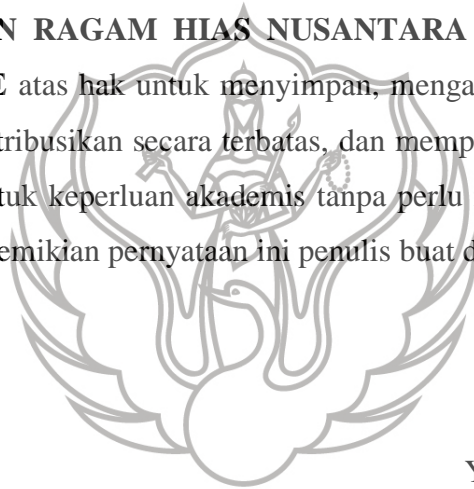 N RAGAM HIAS NUSANTARA
E atas hak untuk menyimpan, menga
tribusikan secara terbatas, dan memp
tuk keperluan akademis tanpa perlu
emikian pernyataan ini penulis buat d
Y